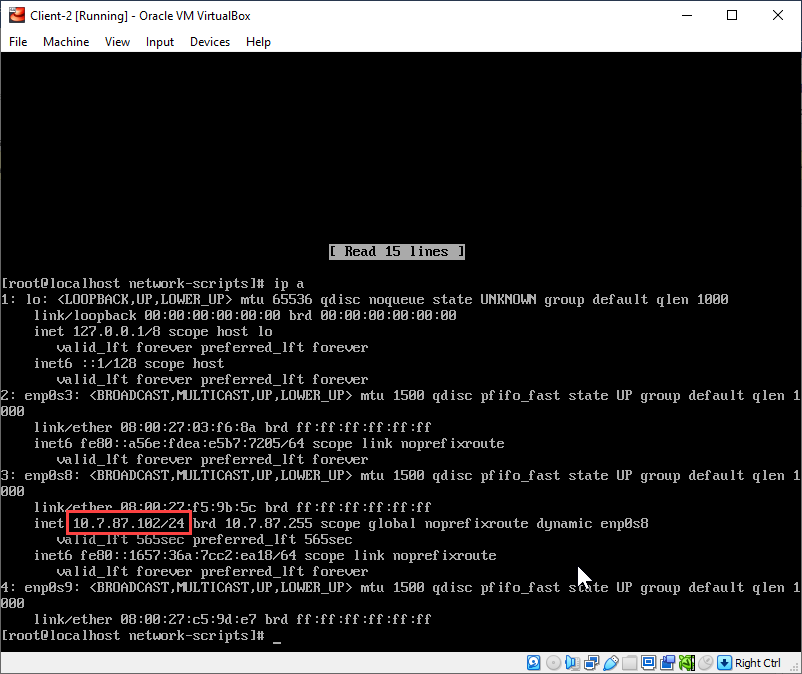 Client-2 [Running] - Oracle VM VirtualBox
File Machine View Input Devices Help
[ Read 15 lines ]
[root@localhost network-scripts]# ip a
1: lo: <LOOPBACK,UP,LOWER_UP> mtu 65536 qdisc noqueue state UNKNOWN group default qlen 1000
link/loopback 00:00:00:00:00:00 brd 00:00:00:00:00:00
inet 127.0.0.1/8 scope host lo
valid_lft forever preferred_lft forever
inet6 ::1/128 scope host
valid_lft forever preferred_lft forever
2: enp0s3: <BROADCAST,MULTICAST,UP,LOWER_UP> mtu 1500 qdisc pfifo_fast state UP group default qlen 1
000
link/ether 08:00:27:03:f6:8a brd ff:ff:ff:ff:ff:ff
inet6 fe80::a56e:fdea:e5b7:7205/64 scope link noprefixroute
valid_lft forever preferred_lft forever
3: enp0s8: <BROADCAST,MULTICAST,UP,LOWER_UP> mtu 1500 qdisc pfifo_fast state UP group default qlen 1
000
link/ether 08:00:27:f5:9b:5c brd ff:ff:ff:ff:ff:ff
inet 10.7.87.102/24 brd 10.7.87.255 scope global noprefixroute dynamic enp0s8
valid_lft 565sec preferred_lft 565sec
inet6 fe80::1657:36a:7cc2:ea18/64 scope link noprefixroute
valid_lft forever preferred_lft forever
4: enp0s9: <BROADCAST,MULTICAST,UP,LOWER_UP> mtu 1500 qdisc pfifo_fast state UP group default qlen 1
000
link/ether 08:00:27:c5:9d:e7 brd ff:ff:ff:ff:ff:ff
[root@localhost network-scripts]# _
Right Ctrl